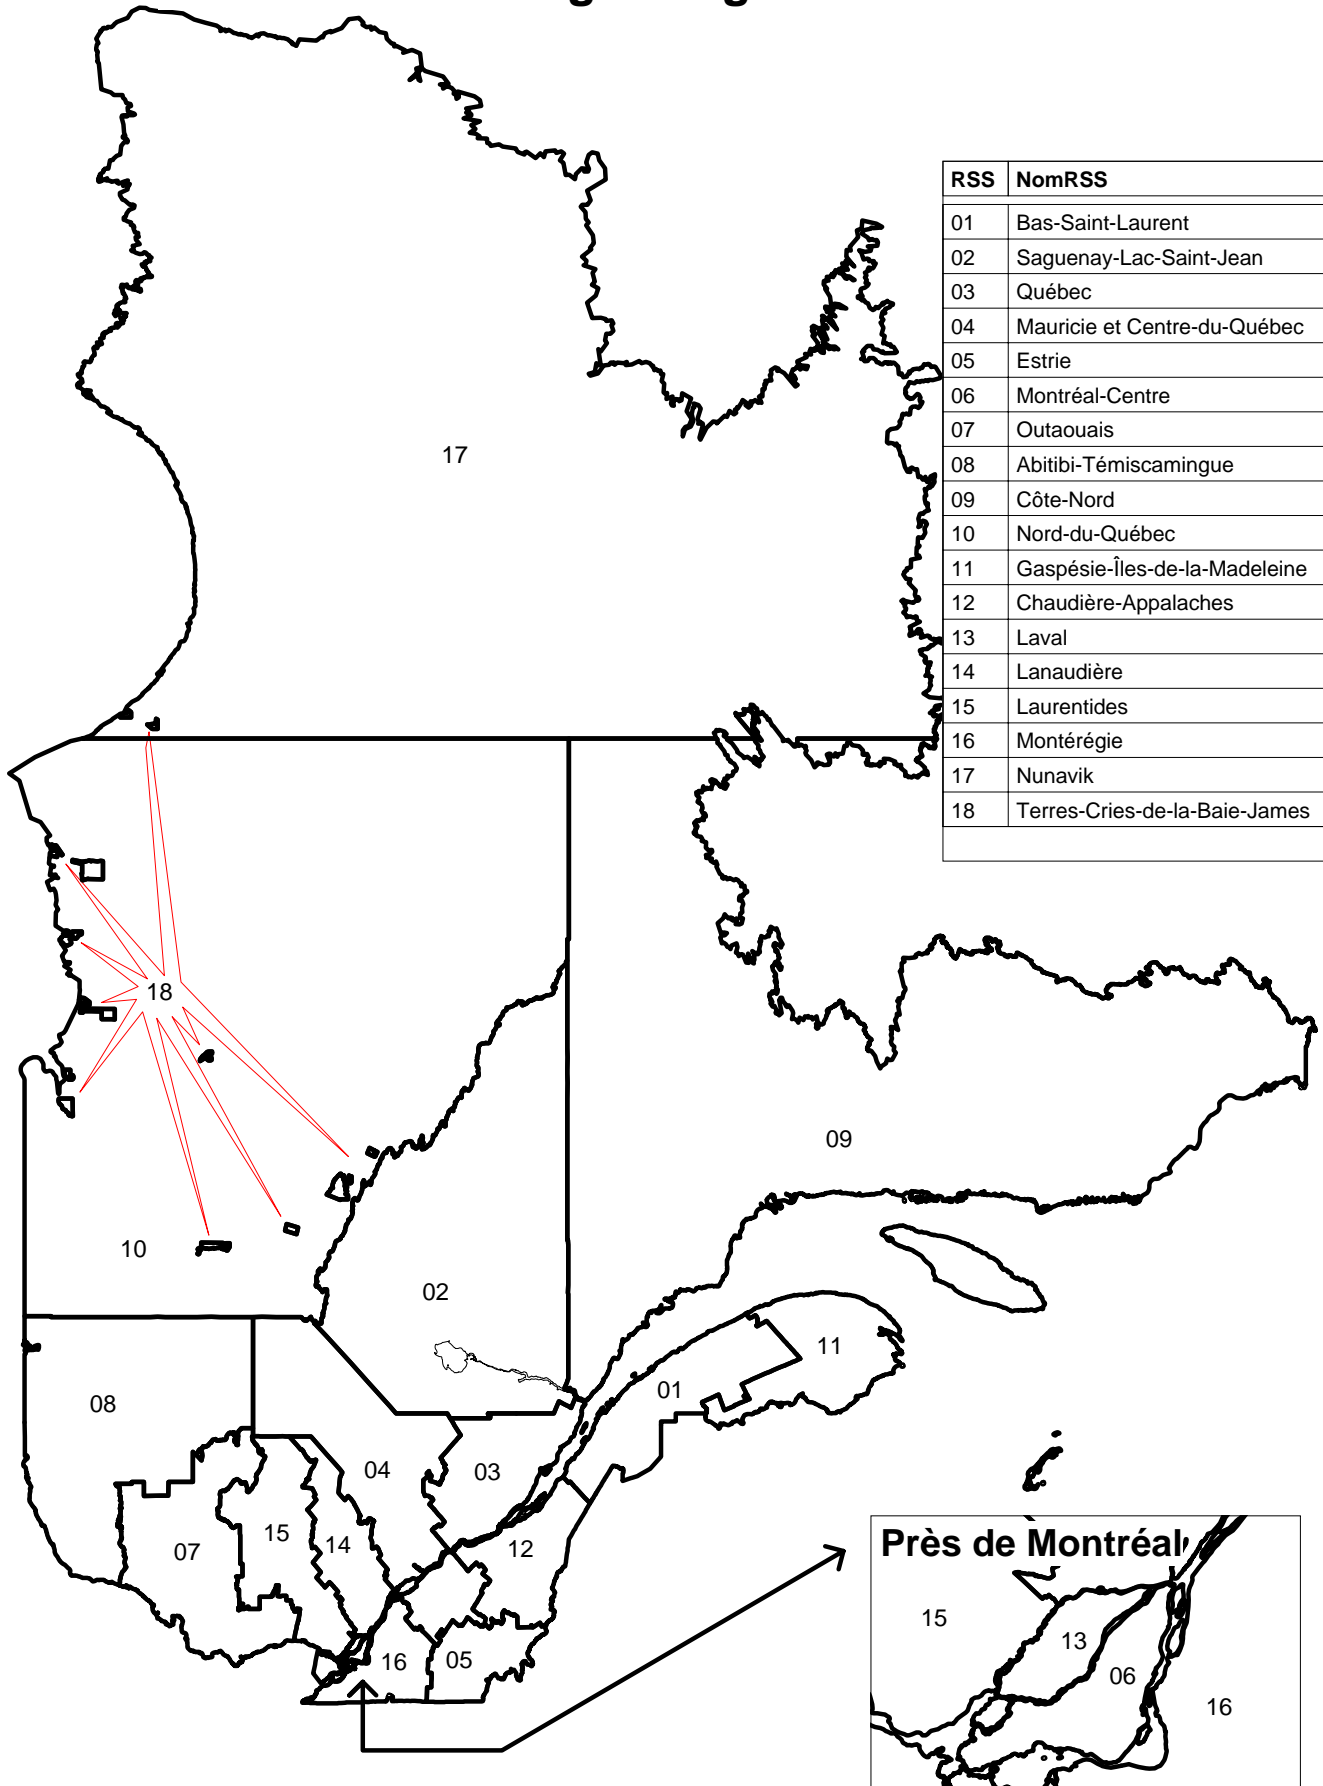 RSS NomRSS
01 Bas-Saint-Laurent
02 Saguenay-Lac-Saint-Jean
03 Québec
04 Mauricie et Centre-du-Québec
05 Estrie
06 Montréal-Centre
07 Outaouais
08 Abitibi-Témiscamingue
09 Côte-Nord
10 Nord-du-Québec
11 Gaspésie-Îles-de-la-Madeleine
12 Chaudière-Appalaches
13 Laval
14 Lanaudière
15 Laurentides
16 Montérégie
17 Nunavik
18 Terres-Cries-de-la-Baie-James
17
18
09
10
02
11
01
08
04
03
15
14
07
12
16
05
Près de Montréal
15
13
06
16